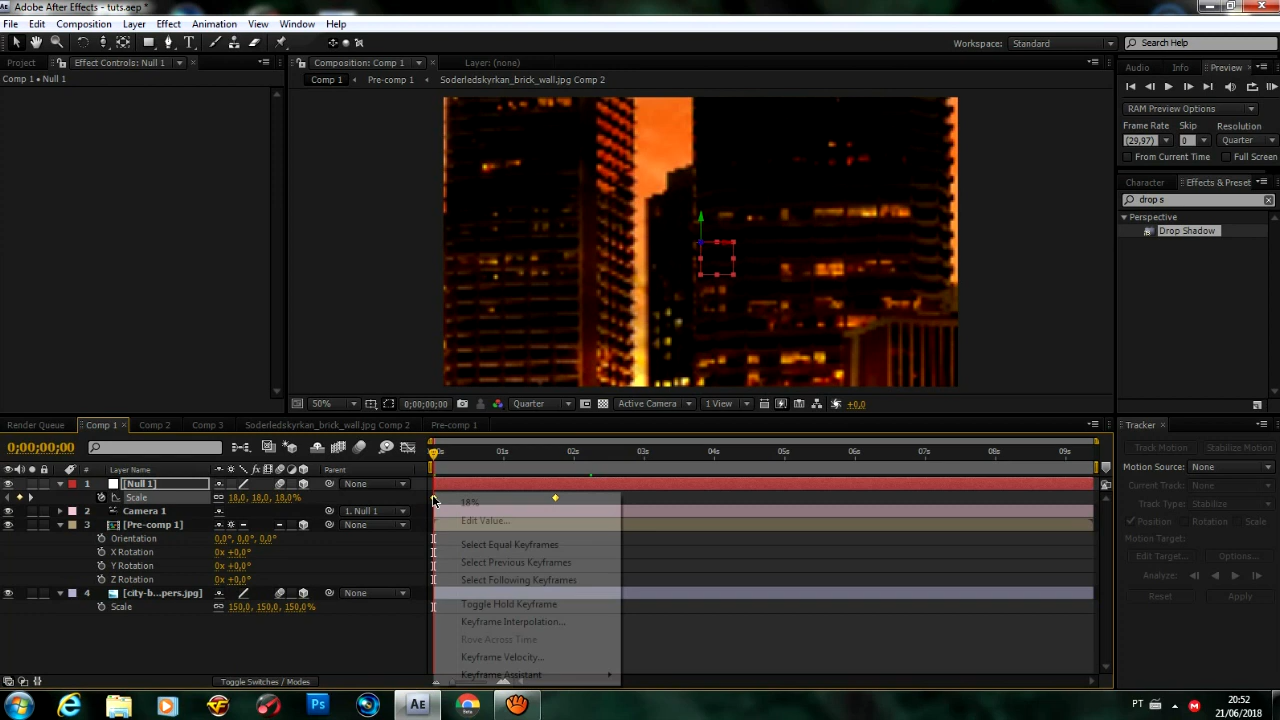 Adobe After Effects - tuts.aep *
File Edit Composition Layer Effect Animation View Window Help
Workspace: Standard
Search Help
Project Effect Controls: Null 1
Composition: Comp 1
Layer: (none)
Audio Info Preview
Comp 1 • Null 1
Comp 1 Pre-comp 1 Soderledskyrkan_brick_wall.jpg Comp 2
RAM Preview Options
Frame Rate Skip Resolution
(29,97) 0 Quarter
From Current Time Full Screen
Character Effects & Preset
drop s
Perspective
Drop Shadow
50% 0;00;00;00 Quarter Active Camera 1 View +0,0
Render Queue Comp 1 Comp 2 Comp 3 Soderledskyrkan_brick_wall.jpg Comp 2 Pre-comp 1
Tracker
0;00;00;00
Track Motion Stabilize Motion
01s 02s 03s 04s 05s 06s 07s 08s 09s
# Layer Name Parent
Motion Source: None
1 [Null 1] None
Current Track: None
Scale 18,0, 18,0, 18,0%
18%
Track Type: Stabilize
2 Camera 1 1. Null 1
Edit Value...
Position Rotation Scale
3 [Pre-comp 1] None
Motion Target:
Orientation 0,0°, 0,0°, 0,0°
Select Equal Keyframes
X Rotation 0x +0,0°
Select Previous Keyframes
Edit Target... Options...
Y Rotation 0x +0,0°
Select Following Keyframes
Analyze:
Z Rotation 0x +0,0°
4 [city-b...pers.jpg] None
Reset Apply
Scale 150,0, 150,0, 150,0%
Toggle Hold Keyframe
Keyframe Interpolation...
Rove Across Time
Keyframe Velocity...
Keyframe Assistant
Toggle Switches / Modes
Ps
AE
PT
20:52
21/06/2018